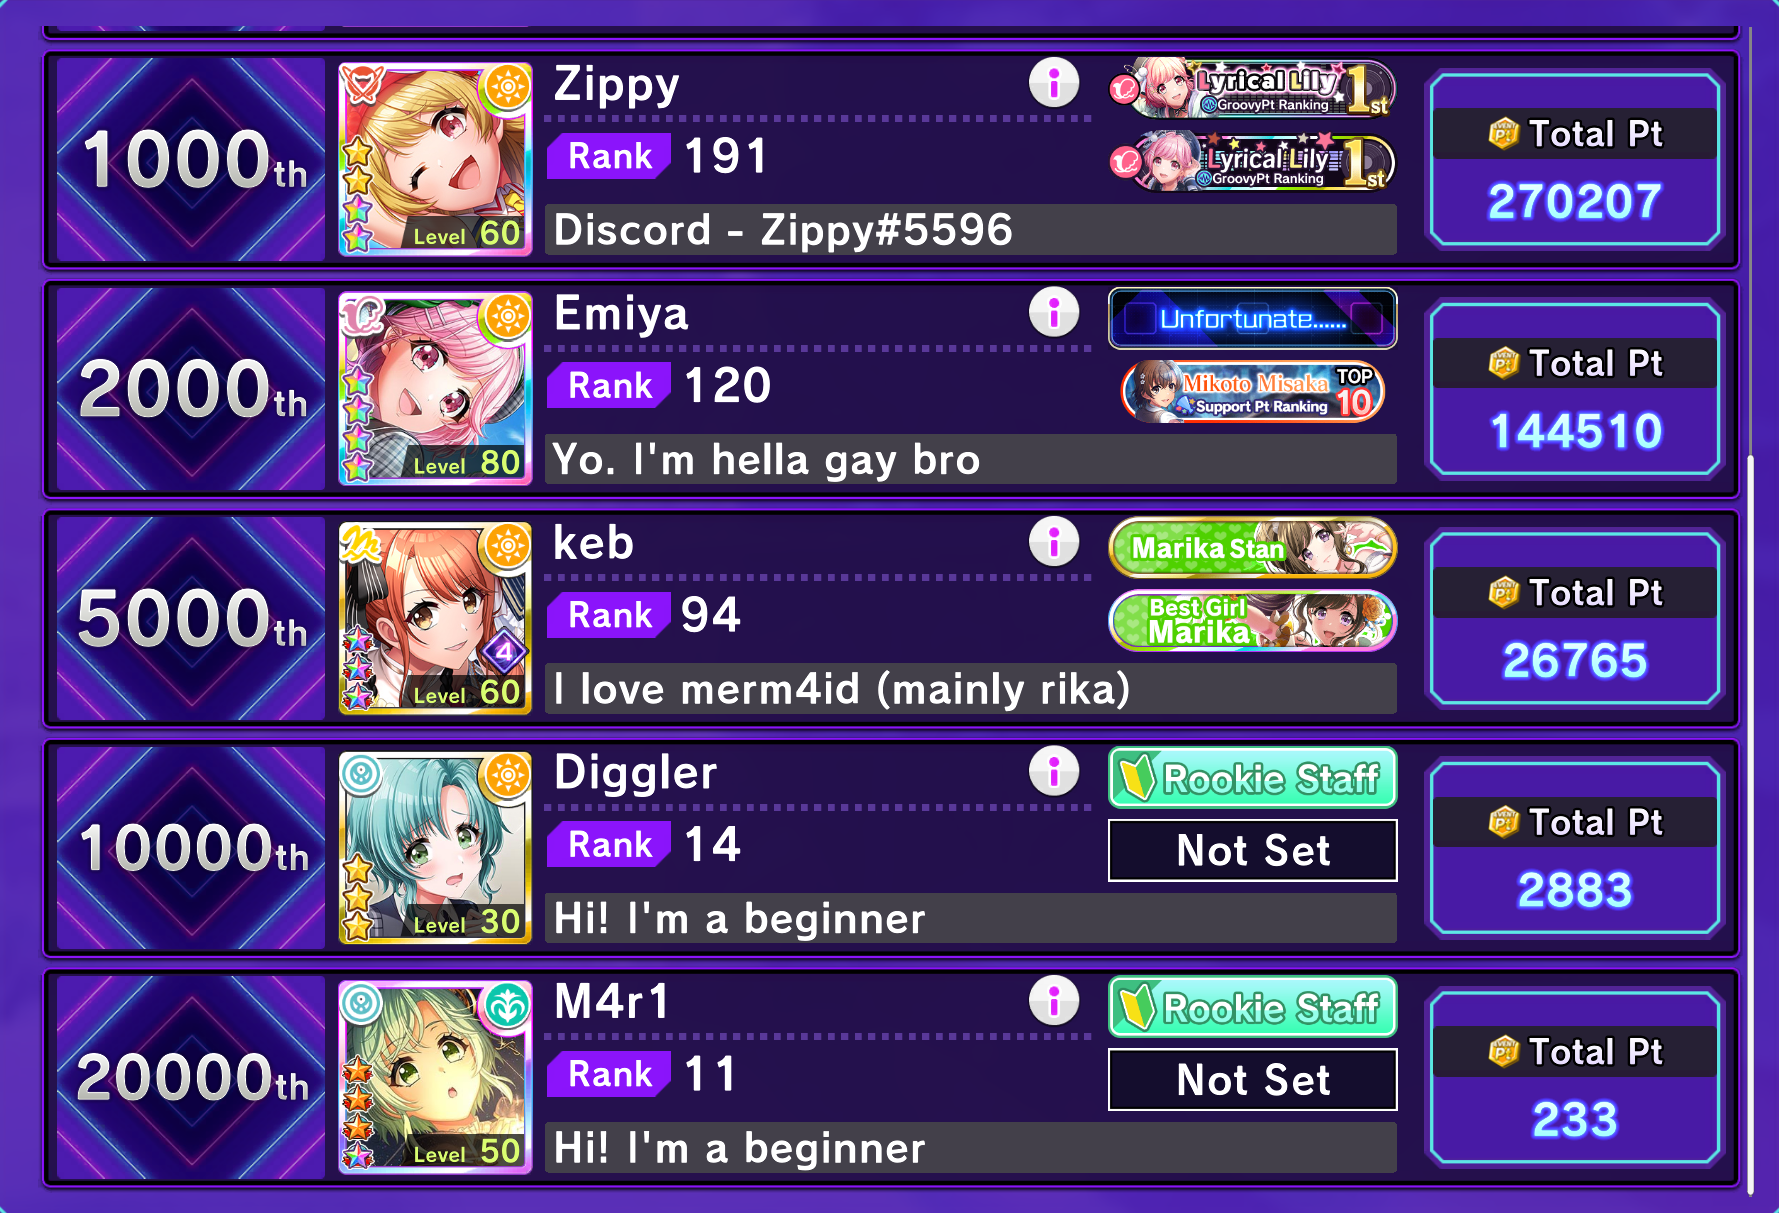 1000th
Zippy
Rank 191
Discord - Zippy#5596
Level 60
Lyrical Lily
GroovyPt Ranking
1st
Lyrical Lily
GroovyPt Ranking
1st
Total Pt
270207
2000th
Emiya
Rank 120
Yo. I'm hella gay bro
Level 80
Unfortunate......
Mikoto Misaka
Support Pt Ranking
TOP 10
Total Pt
144510
5000th
keb
Rank 94
I love merm4id (mainly rika)
4
Level 60
Marika Stan
Best Girl
Marika
Total Pt
26765
10000th
Diggler
Rank 14
Hi! I'm a beginner
Level 30
Rookie Staff
Not Set
Total Pt
2883
20000th
M4r1
Rank 11
Hi! I'm a beginner
Level 50
Rookie Staff
Not Set
Total Pt
233